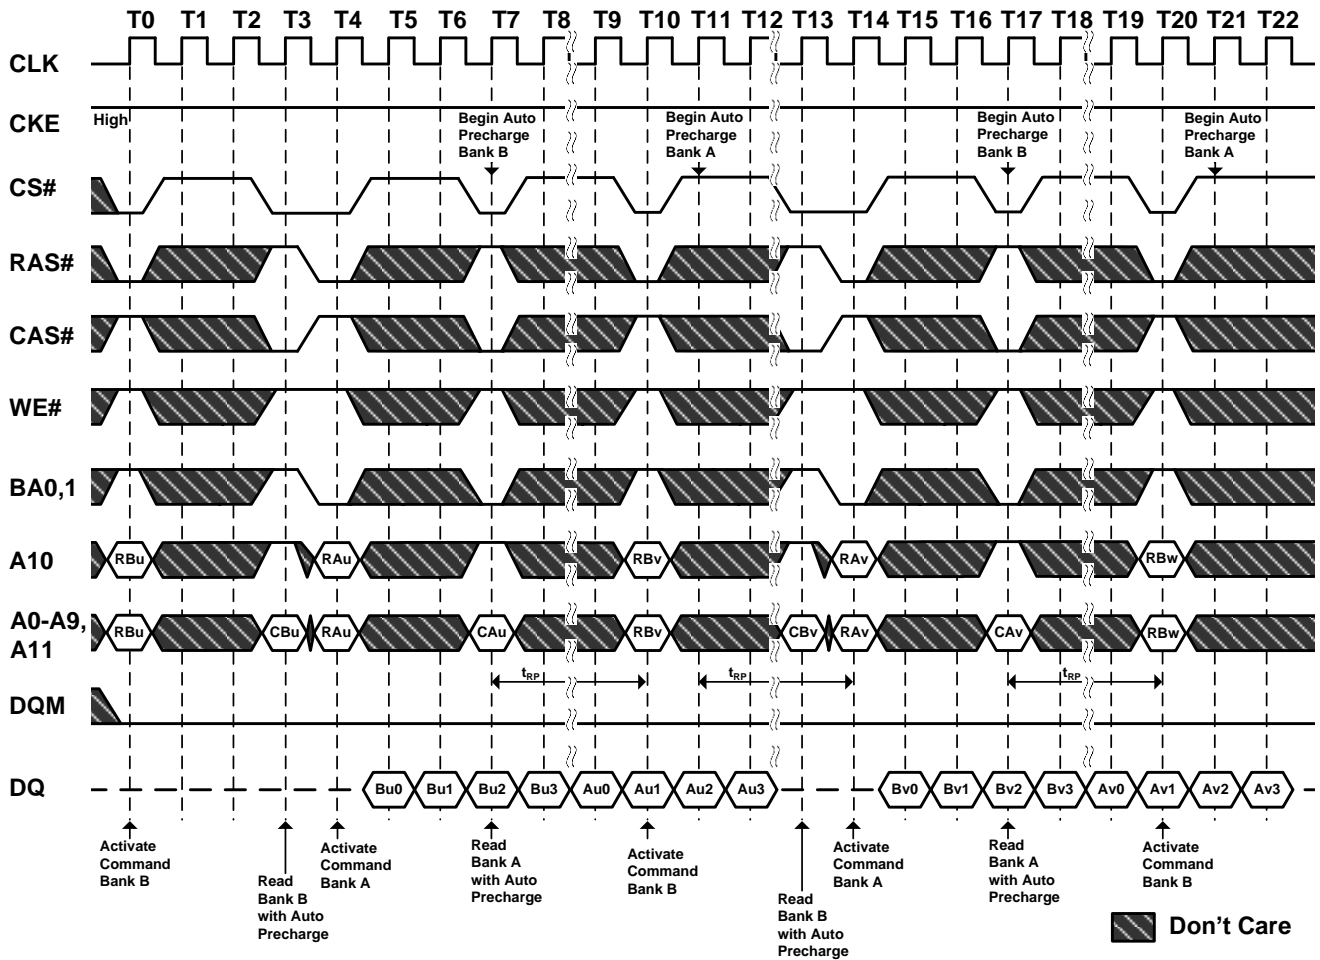 T0 T1 T2 T3 T4 T5 T6 T7 T8 T9 T10 T11 T12 T13 T14 T15 T16 T17 T18 T19 T20 T21 T22
CLK
CKE
High
Begin Auto
Precharge
Bank B
Begin Auto
Precharge
Bank A
Begin Auto
Precharge
Bank B
Begin Auto
Precharge
Bank A
CS#
RAS#
CAS#
WE#
BA0,1
A10
RBu RAu RBv RAv RBw
A0-A9,
A11
RBu CBu RAu CAu RBv CBv RAv CAv RBw
tRP tRP tRP
DQM
DQ
Bu0 Bu1 Bu2 Bu3 Au0 Au1 Au2 Au3 Bv0 Bv1 Bv2 Bv3 Av0 Av1 Av2 Av3
Activate
Command
Bank B
Read
Bank B
with Auto
Precharge
Activate
Command
Bank A
Read
Bank A
with Auto
Precharge
Activate
Command
Bank B
Read
Bank B
with Auto
Precharge
Activate
Command
Bank A
Read
Bank A
with Auto
Precharge
Activate
Command
Bank B
Don't Care